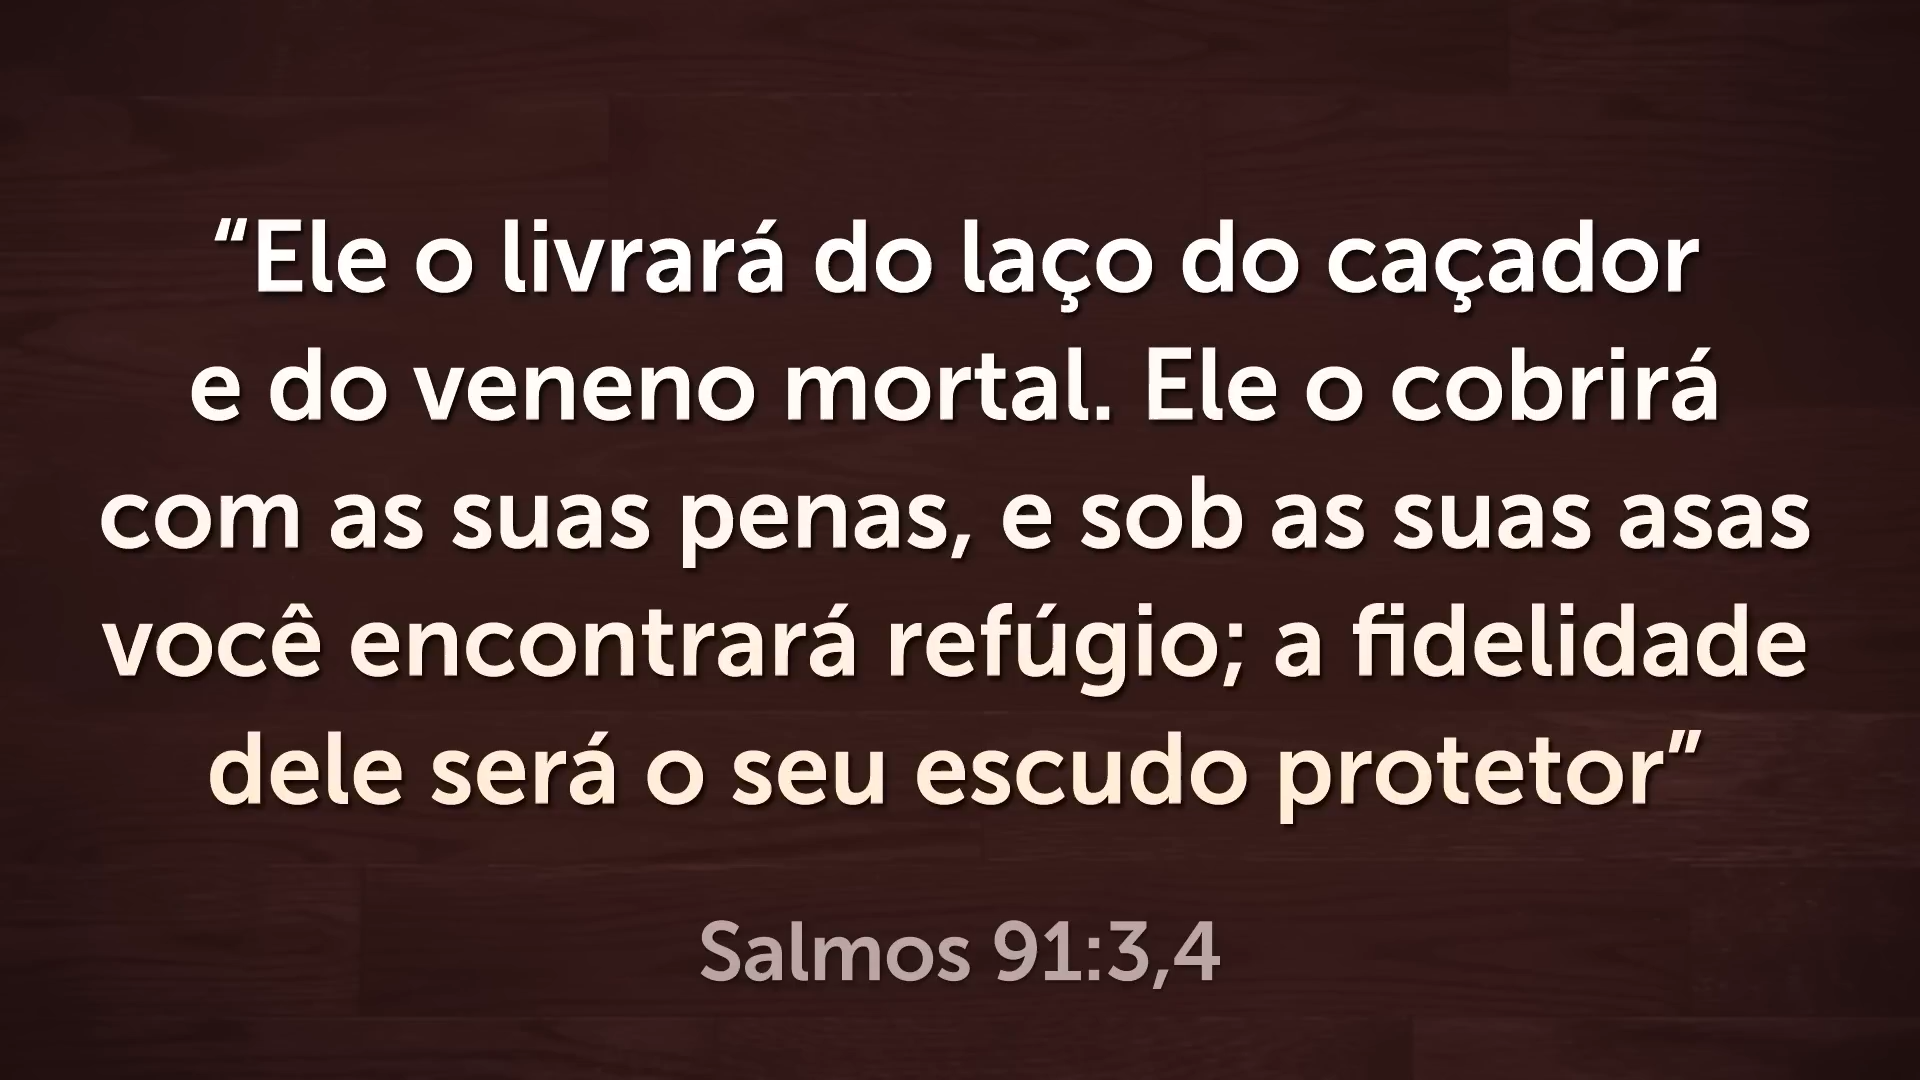 “Ele o livrará do laço do caçador
e do veneno mortal. Ele o cobrirá
com as suas penas, e sob as suas asas
você encontrará refúgio; a fidelidade
dele será o seu escudo protetor”
Salmos 91:3,4